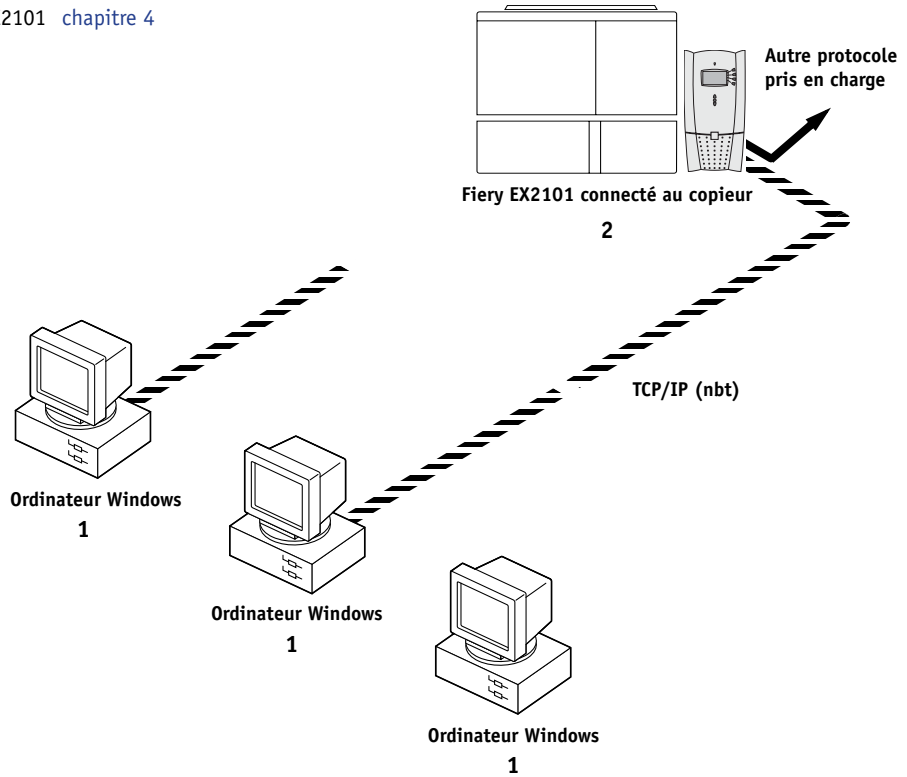 2101 chapitre 4
Autre protocole
pris en charge
Fiery EX2101 connecté au copieur
2
TCP/IP (nbt)
Ordinateur Windows
1
Ordinateur Windows
1
Ordinateur Windows
1